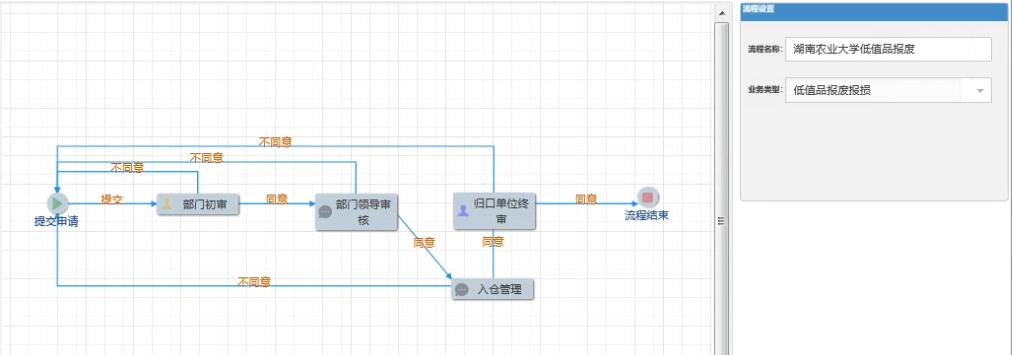 流程设置
流程名称:
湖南农业大学低值品报废
业务类型:
低值品报废报损
不同意
不同意
不同意
提交
部门初审
同意
部门领导审
核
归口单位终
审
同意
流程结束
提交申请
同意
同意
不同意
入仓管理